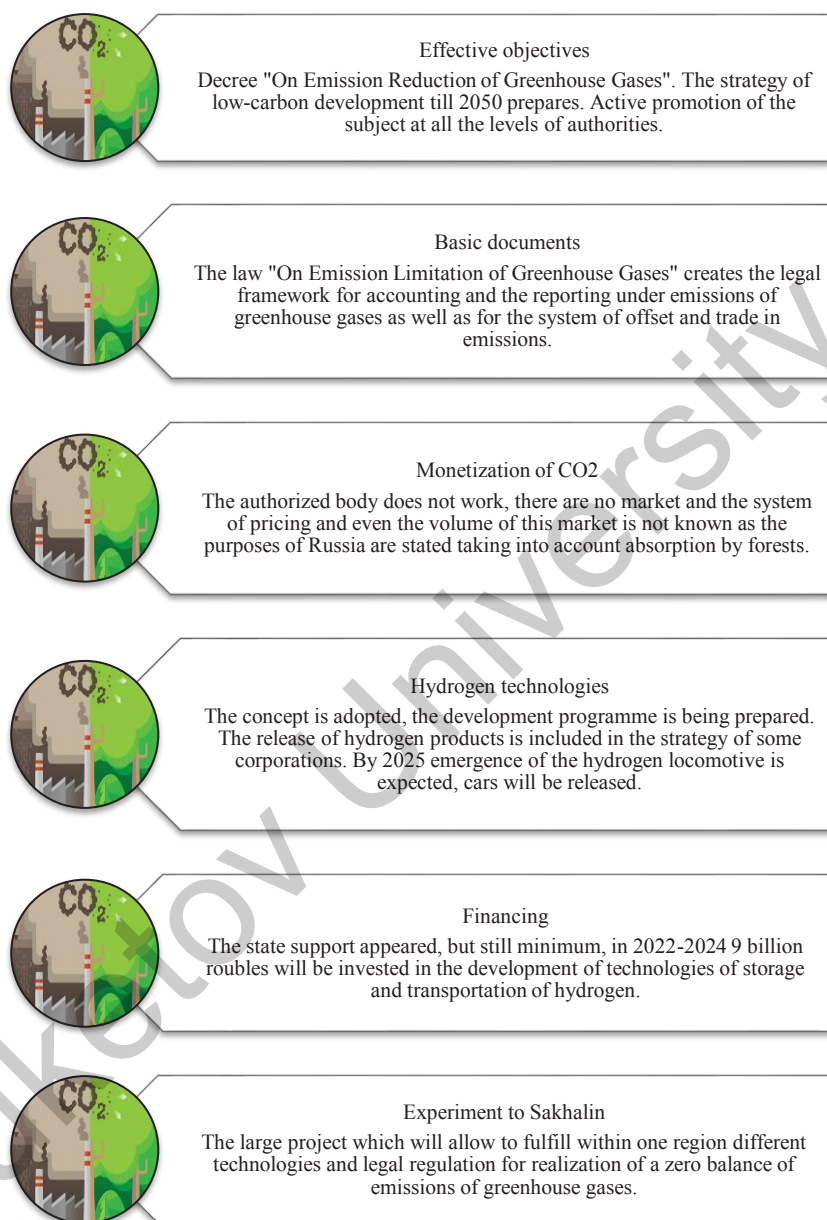 CO2
Effective objectives
Decree "On Emission Reduction of Greenhouse Gases". The strategy of
low-carbon development till 2050 prepares. Active promotion of the
subject at all the levels of authorities.
CO2
Basic documents
The law "On Emission Limitation of Greenhouse Gases" creates the legal
framework for accounting and the reporting under emissions of
greenhouse gases as well as for the system of offset and trade in
emissions.
CO2
Monetization of CO2
The authorized body does not work, there are no market and the system
of pricing and even the volume of this market is not known as the
purposes of Russia are stated taking into account absorption by forests.
CO2
Hydrogen technologies
The concept is adopted, the development programme is being prepared.
The release of hydrogen products is included in the strategy of some
corporations. By 2025 emergence of the hydrogen locomotive is
expected, cars will be released.
CO2
Financing
The state support appeared, but still minimum, in 2022-2024 9 billion
roubles will be invested in the development of technologies of storage
and transportation of hydrogen.
CO2
Experiment to Sakhalin
The large project which will allow to fulfill within one region different
technologies and legal regulation for realization of a zero balance of
emissions of greenhouse gases.
University